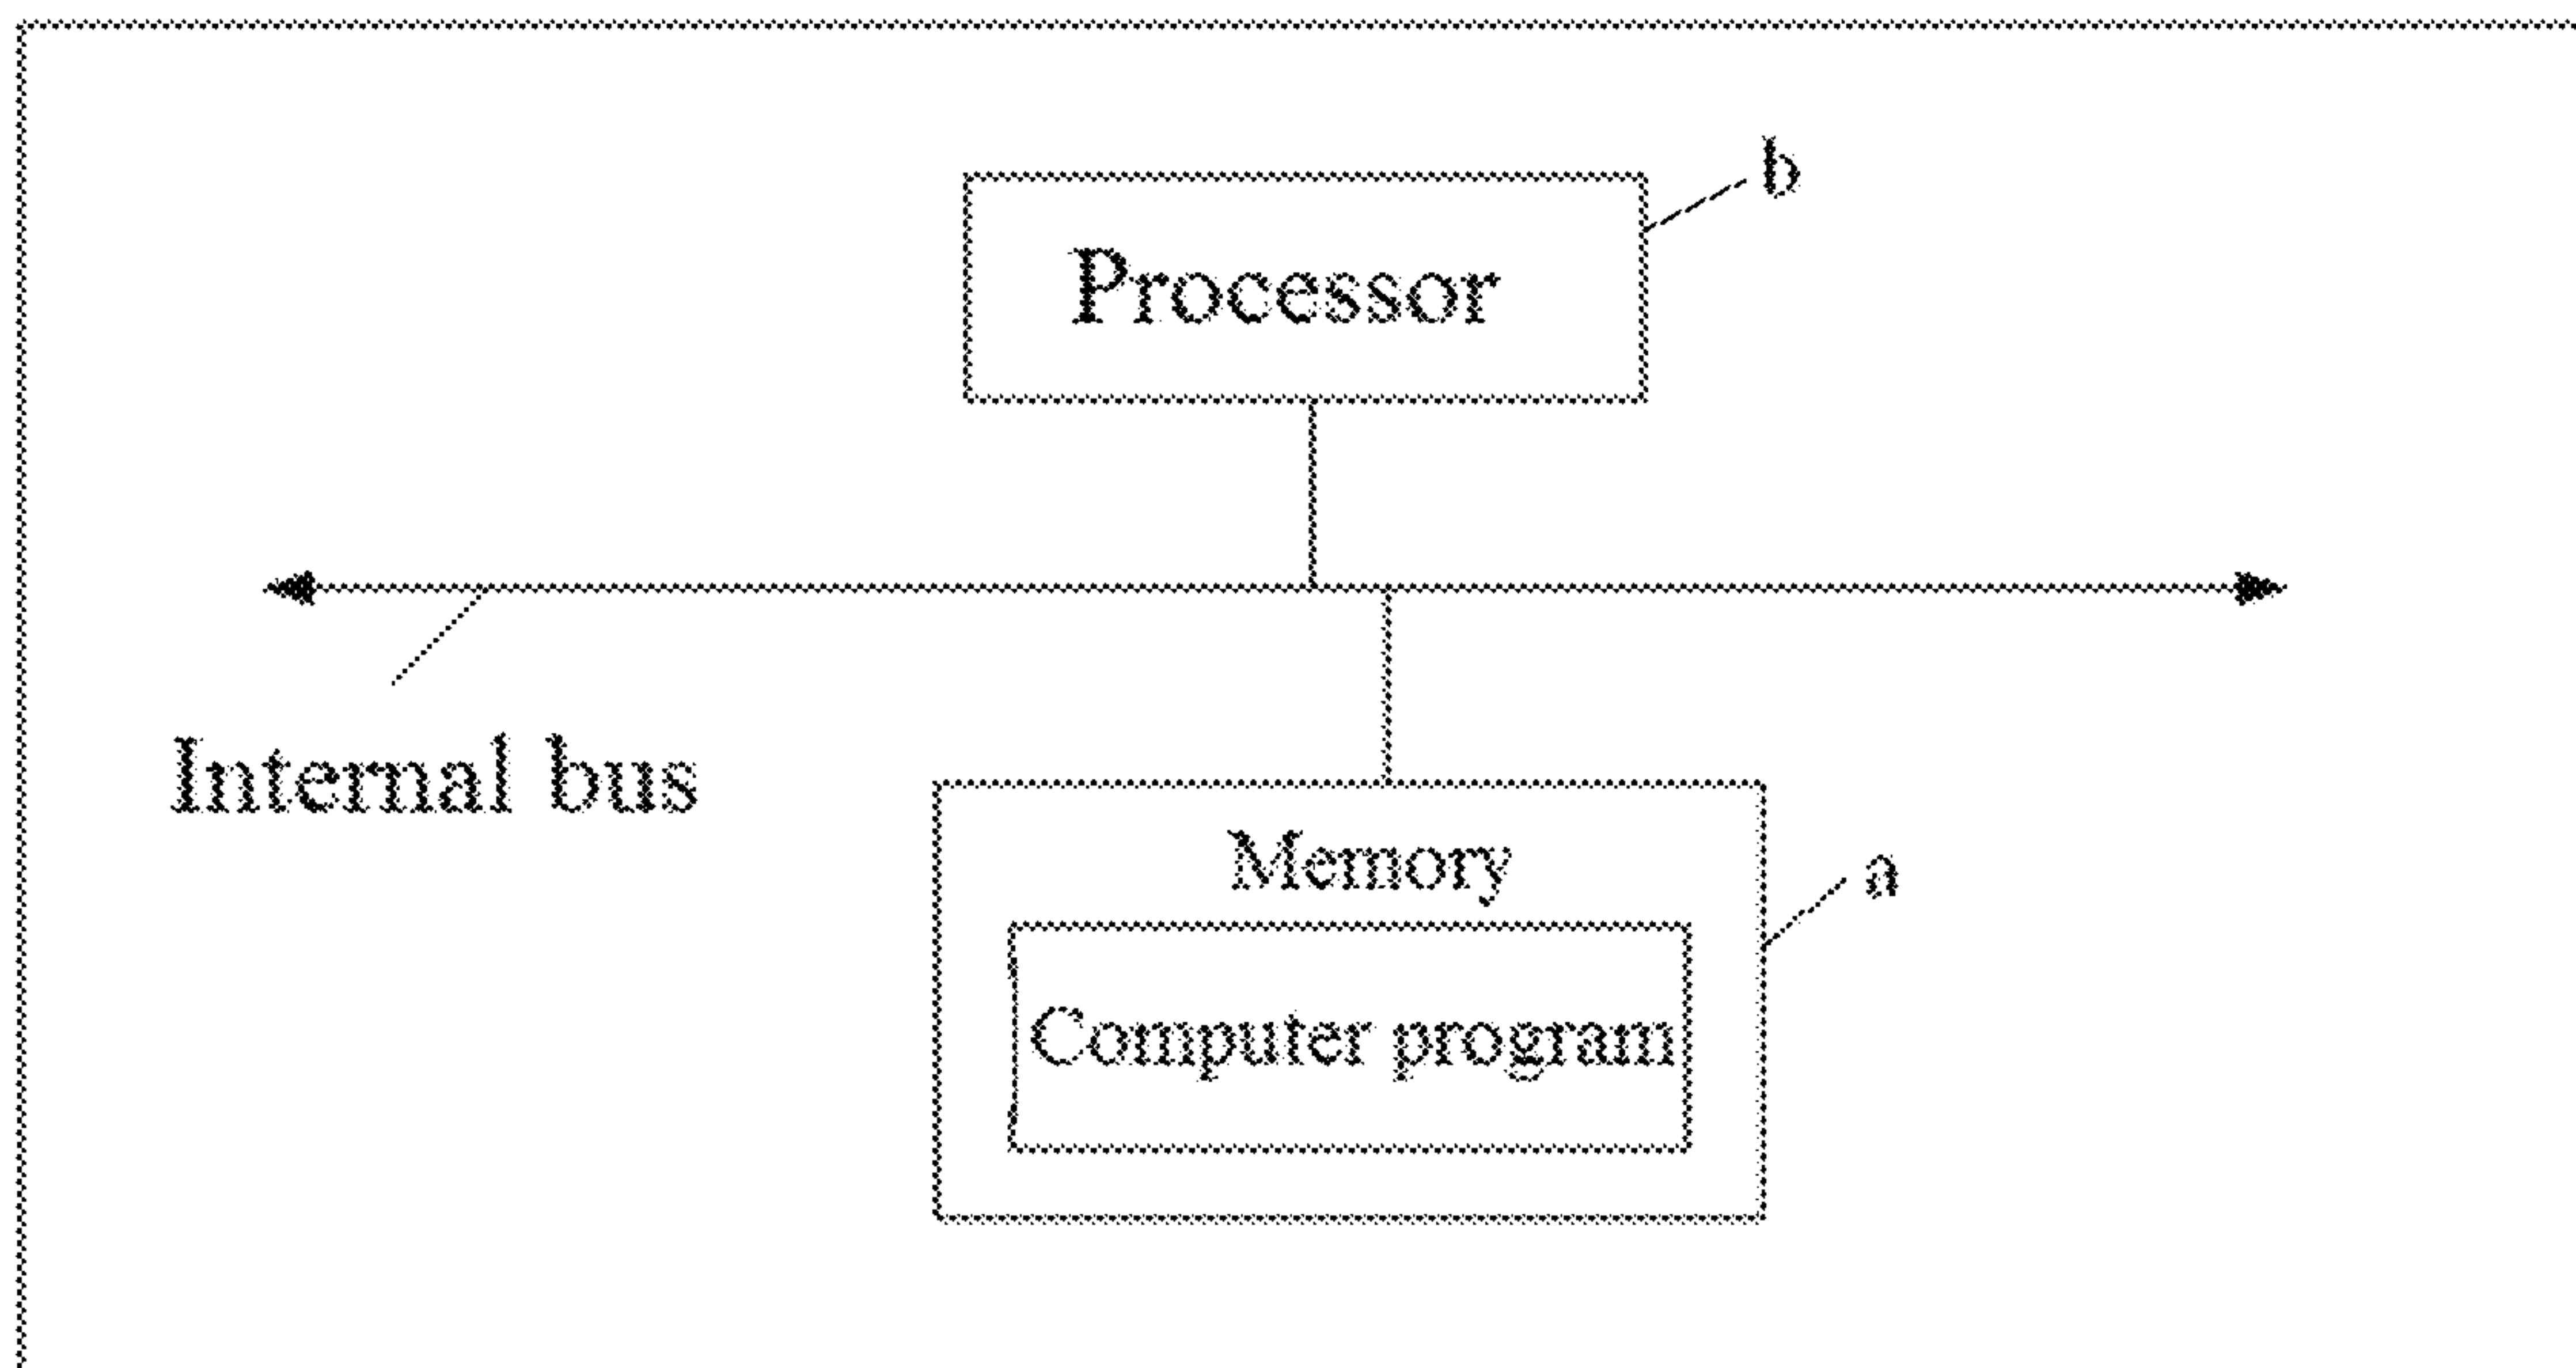 b
Processor
Internal bus
Memory
a
Computer program